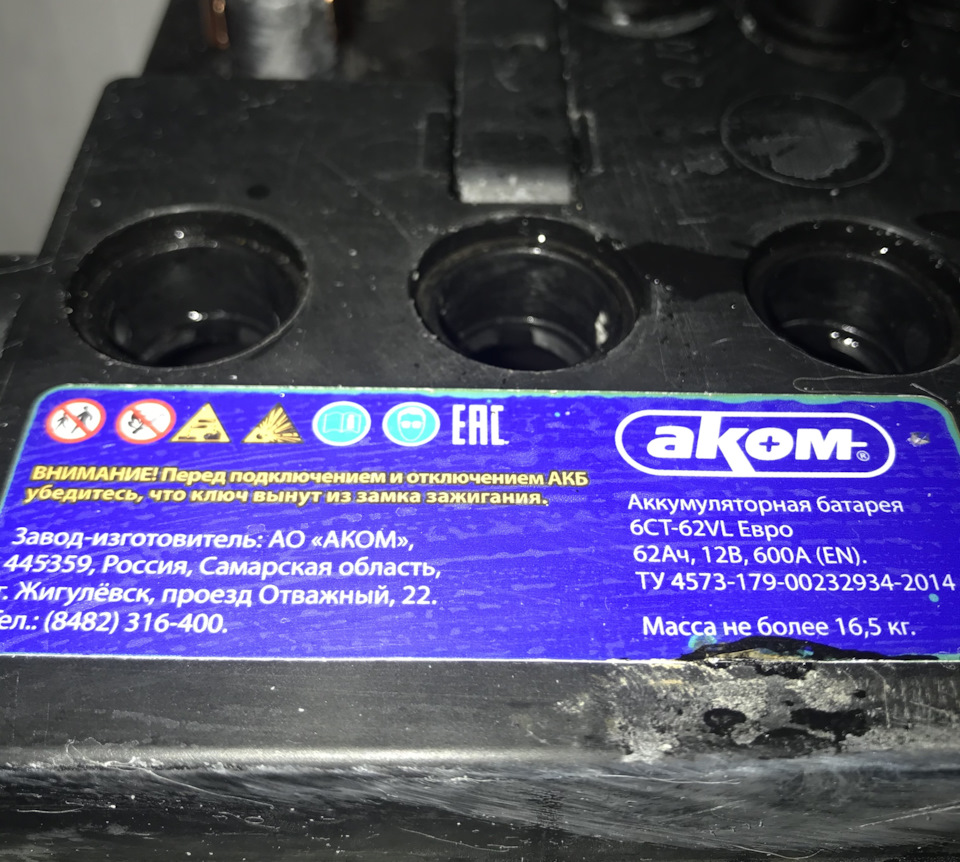 EAC
ВНИМАНИЕ! Перед подключением и отключением АКБ
убедитесь, что ключ вынут из замка зажигания.
Завод-изготовитель: АО «АКОМ»,
445359, Россия, Самарская область,
г. Жигулёвск, проезд Отважный, 22.
Тел.: (8482) 316-400.
аком®
Аккумуляторная батарея
6СТ-62VL Евро
62Ач, 12В, 600А (EN).
ТУ 4573-179-00232934-2014
Масса не более 16,5 кг.